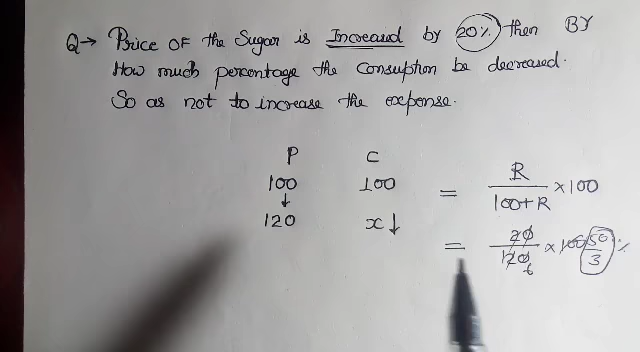 Q→ Price OF the Sugar is Increased by 20% then BY
How much percentage the Consuption be decreased.
So as not to increase the expense.
P C
100 100 = R/100+R ×100
↓
120 x↓ = 20/120 6 ×100 50/3 %